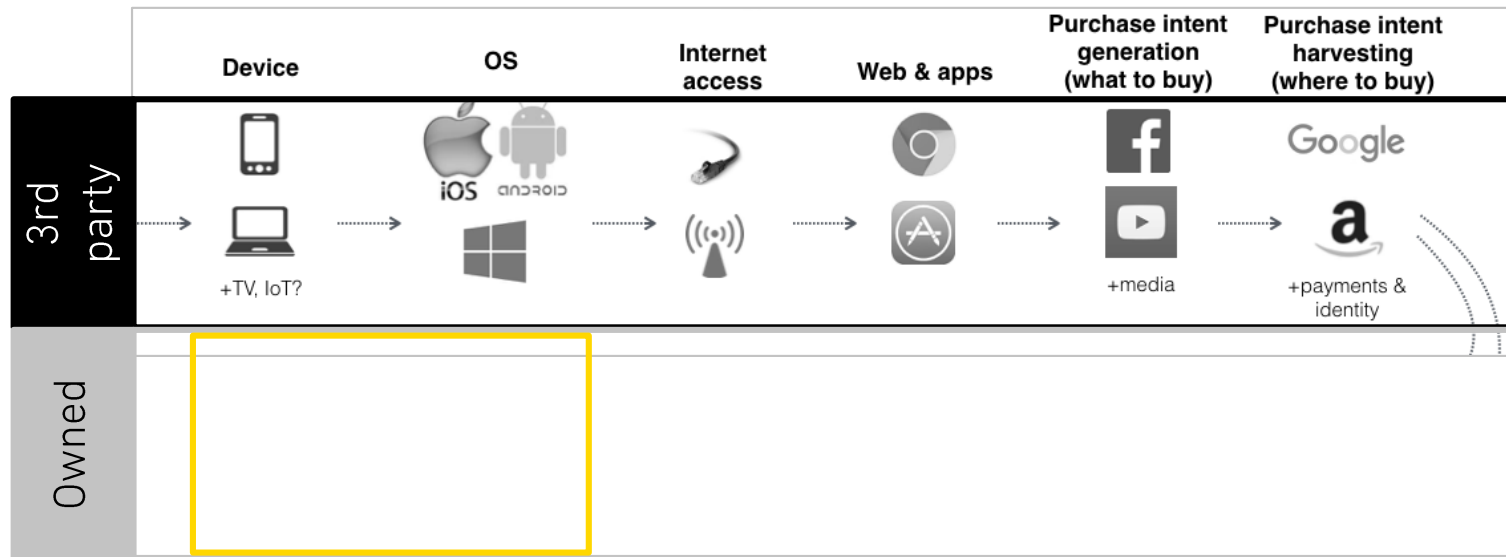 Device
OS
Internet
access
Web & apps
Purchase intent
generation
(what to buy)
Purchase intent
harvesting
(where to buy)
3rd
party
iOS
ANDROID
+TV, IoT?
f
+media
Google
a
+payments &
identity
Owned